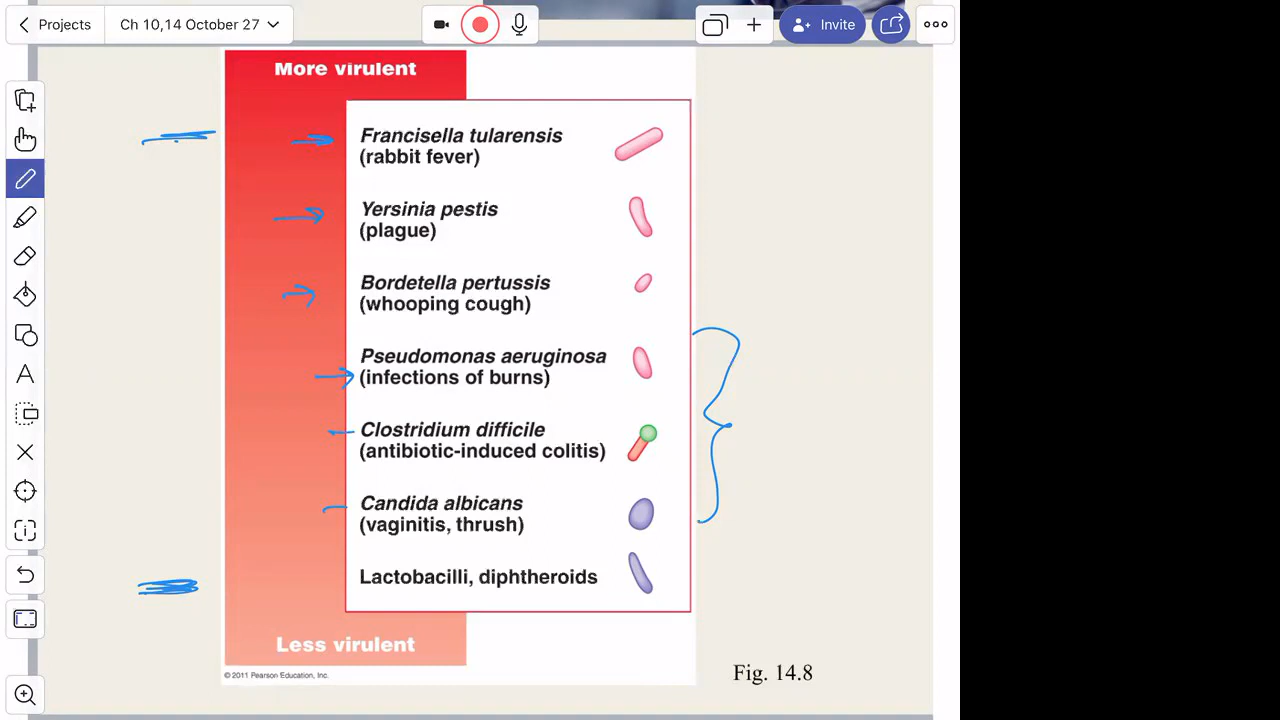 Projects
Ch 10,14 October 27
Invite
More virulent
Francisella tularensis
(rabbit fever)
Yersinia pestis
(plague)
Bordetella pertussis
(whooping cough)
Pseudomonas aeruginosa
(infections of burns)
Clostridium difficile
(antibiotic-induced colitis)
Candida albicans
(vaginitis, thrush)
Lactobacilli, diphtheroids
Less virulent
© 2011 Pearson Education, Inc.
Fig. 14.8